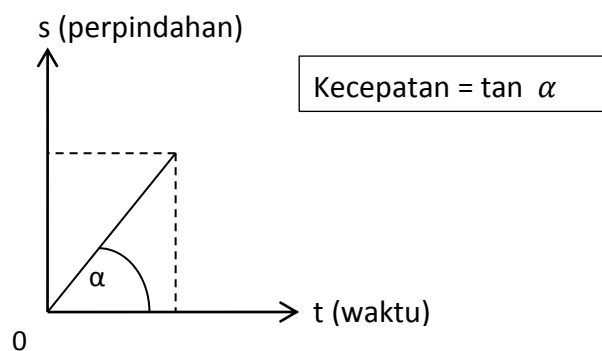 s (perpindahan)
Kecepatan = tan α
α
t (waktu)
0